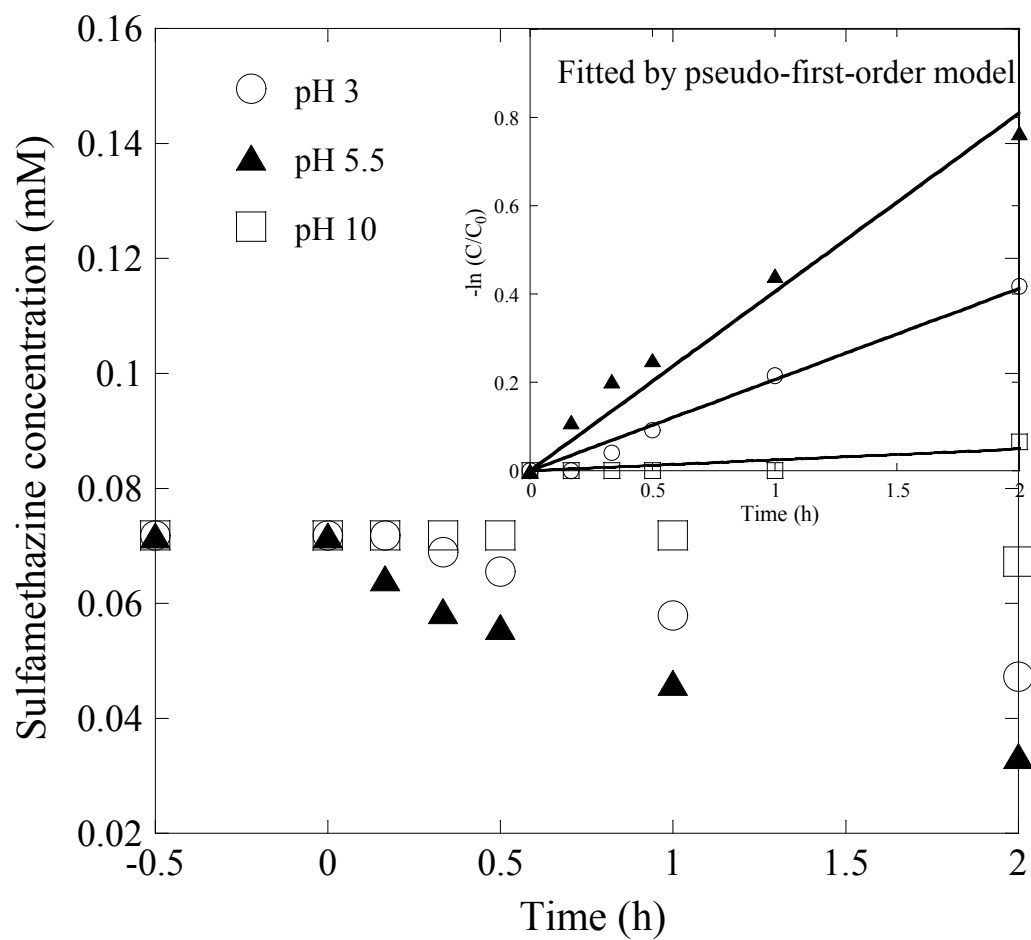 0.16
0.14
0.12
0.1
0.08
0.06
0.04
0.02
Sulfamethazine concentration (mM)
pH 3
pH 5.5
pH 10
Fitted by pseudo-first-order model
-0.8
0.6
0.4
0.2
0
-ln (C/C0)
0 0.5 1 1.5 2
Time (h)
-0.5 0 0.5 1 1.5 2
Time (h)